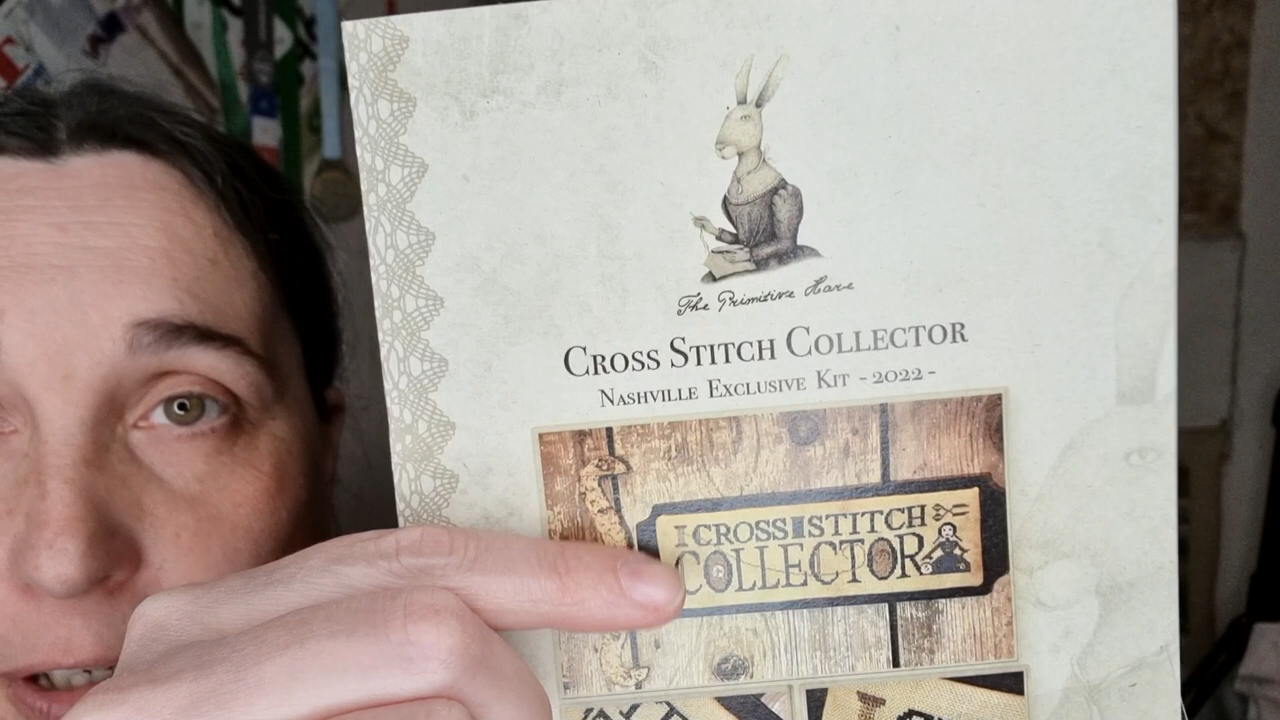 The Primitive Hare
CROSS STITCH COLLECTOR
NASHVILLE EXCLUSIVE KIT - 2022 -
CROSS STITCH
COLLECTOR